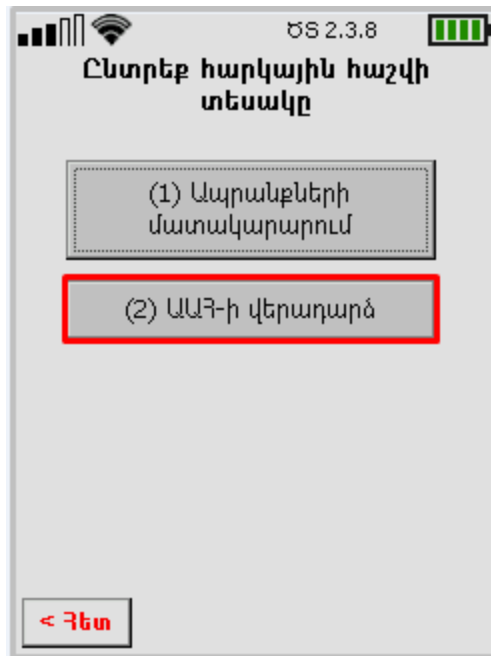 ԾՏ 2.3.8
Ընտրեք հարկային հաշվի
տեսակը
(1) Ապրանքների
մատակարարում
(2) ԱԱՀ-ի վերադարձ
< Հետ